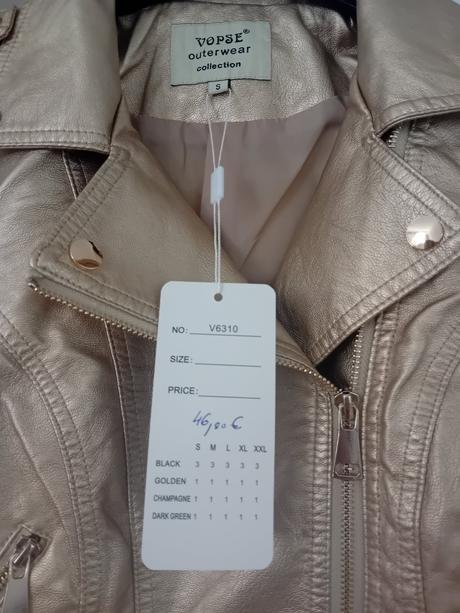 VOPSE®
outerwear
collection
S
NO: V6310
SIZE:
PRICE:
46,00 €
S M L XL XXL
BLACK 3 3 3 3 3
GOLDEN 1 1 1 1 1
CHAMPAGNE 1 1 1 1 1
DARK GREEN 1 1 1 1 1